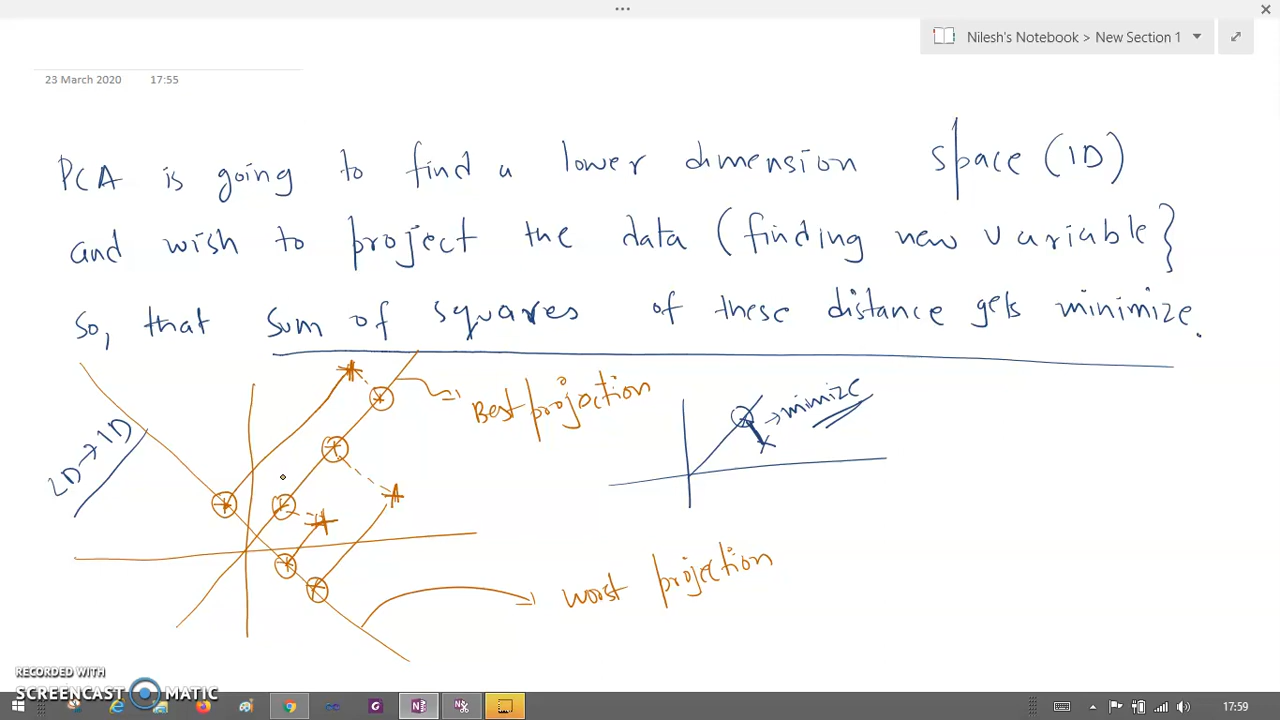 Nilesh's Notebook > New Section 1
23 March 2020 17:55
PCA is going to find a lower dimension space (1D)
and wish to project the data (finding new variable}
So, that sum of squares of these distance gets minimize.
2D → 1D
Best projection
→ minimize
worst projection
RECORDED WITH
SCREENCAST MATIC
17:59